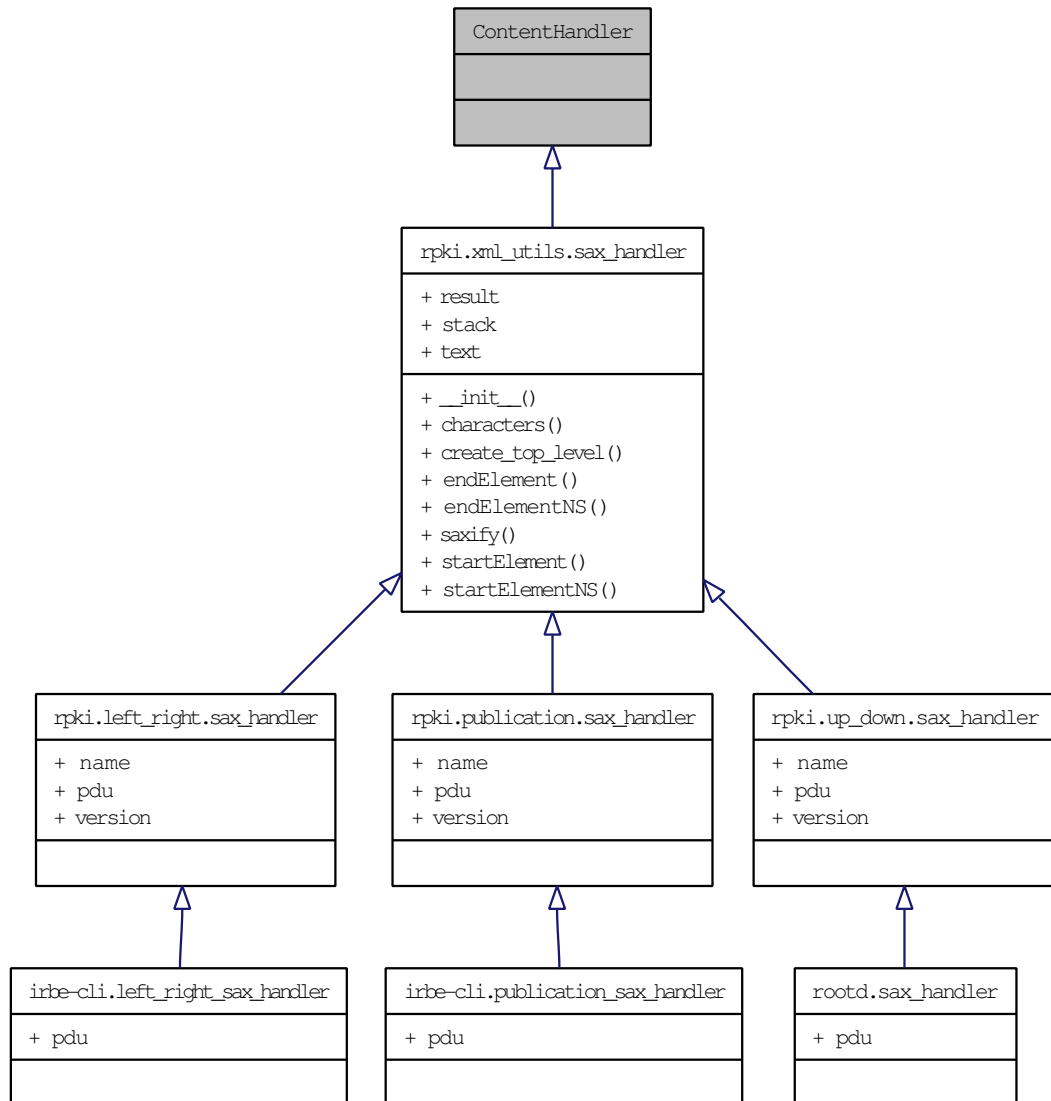 ContentHandler
rpki.xml_utils.sax_handler
+ result
+ stack
+ text
+ __init__()
+ characters()
+ create_top_level()
+ endElement()
+ endElementNS()
+ saxify()
+ startElement()
+ startElementNS()
rpki.left_right.sax_handler
+ name
+ pdu
+ version
rpki.publication.sax_handler
+ name
+ pdu
+ version
rpki.up_down.sax_handler
+ name
+ pdu
+ version
irbe-cli.left_right_sax_handler
+ pdu
irbe-cli.publication_sax_handler
+ pdu
rootd.sax_handler
+ pdu